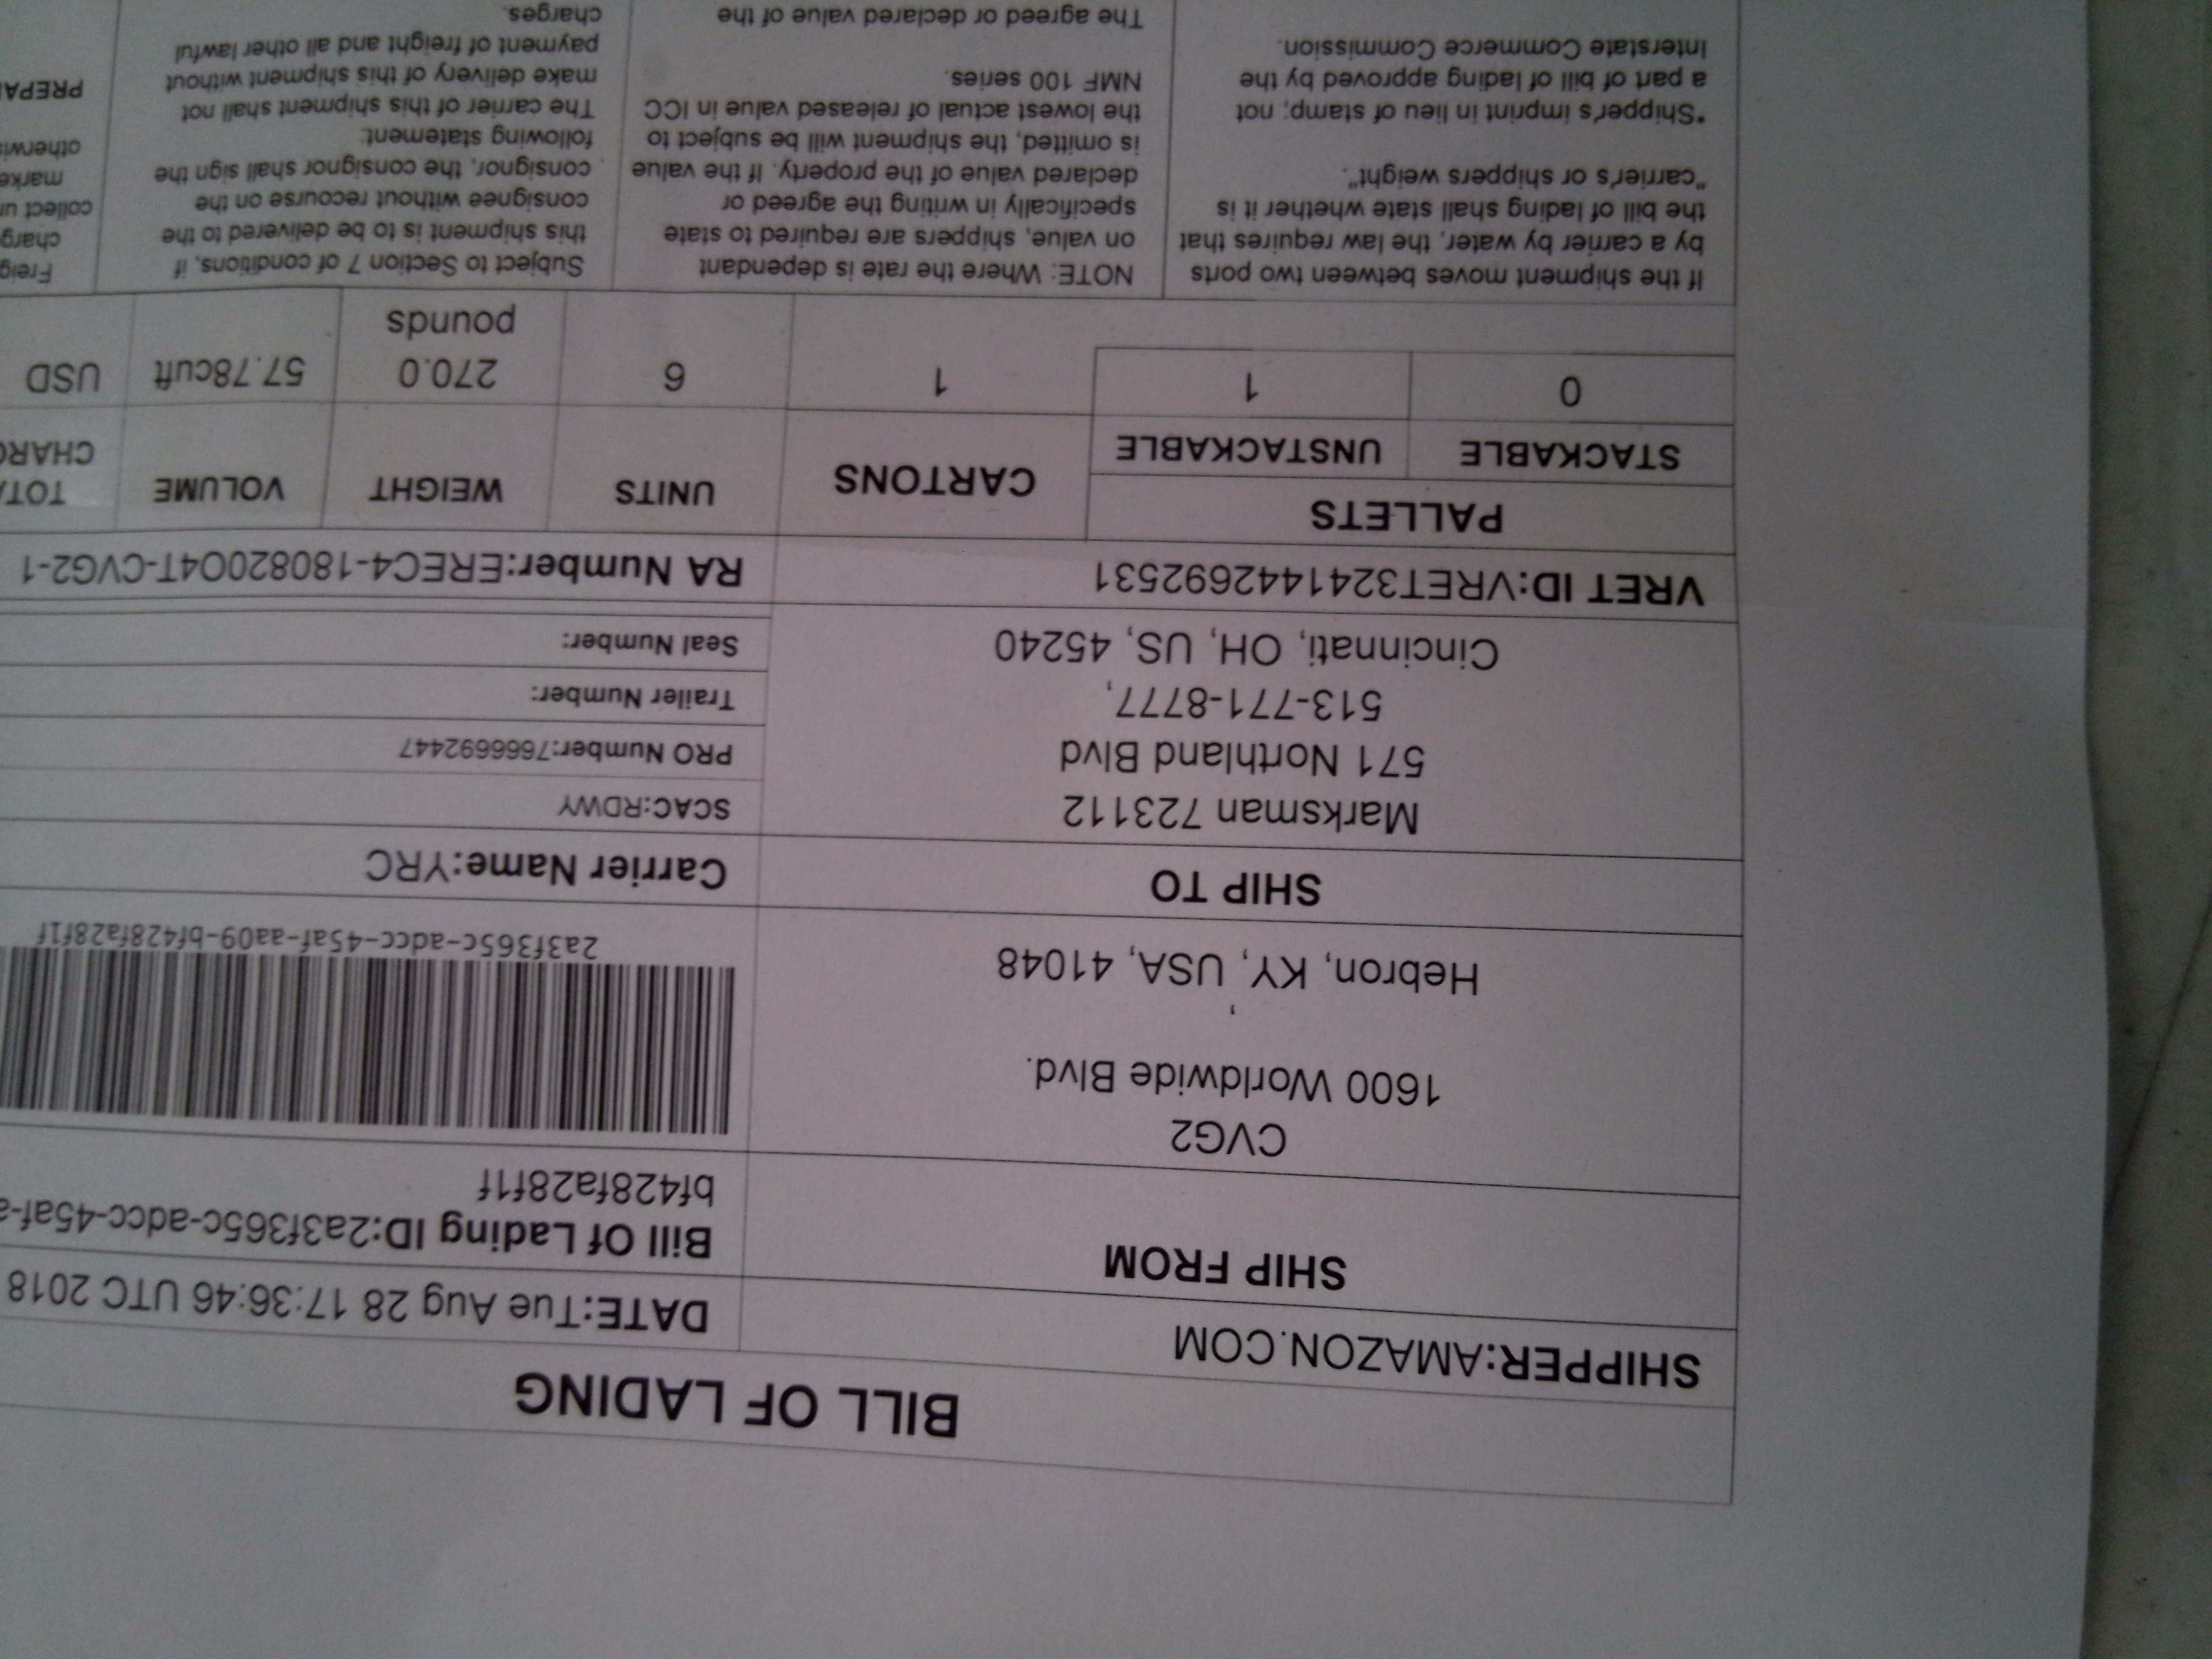 BILL OF LADING
SHIPPER:AMAZON.COM
DATE:Tue Aug 28 17:36:46 UTC 2018
SHIP FROM
Bill Of Lading ID:2a3f365c-adcc-45af-a
bf428fa28f1f
CVG2
1600 Worldwide Blvd.
,
Hebron, KY, USA, 41048
2a3f365c-adcc-45af-aa09-bf428fa28f1f
SHIP TO
Carrier Name:YRC
Marksman 723112
571 Northland Blvd
513-771-8777,
Cincinnati, OH, US, 45240
SCAC:RDWY
PRO Number:7666692447
Trailer Number:
Seal Number:
VRET ID:VRET3241442692531
RA Number:EREC4-180820O4T-CVG2-1
PALLETS
STACKABLE
UNSTACKABLE
CARTONS
UNITS
WEIGHT
VOLUME
0
1
1
6
270.0
pounds
57.78cuft
USD
If the shipment moves between two ports
by a carrier by water, the law requires that
the bill of lading shall state whether it is
"carrier's or shippers weight".
*Shipper's imprint in lieu of stamp; not
a part of bill of lading approved by the
Interstate Commerce Commission.
NOTE: Where the rate is dependant
on value, shippers are required to state
specifically in writing the agreed or
declared value of the property. If the value
is omitted, the shipment will be subject to
the lowest actual of released value in ICC
NMF 100 series.
The agreed or declared value of the
Subject to Section 7 of conditions, if
this shipment is to be delivered to the
consignee without recourse on the
consignor, the consignor shall sign the
following statement:
The carrier of this shipment shall not
make delivery of this shipment without
payment of freight and all other lawful
charges.